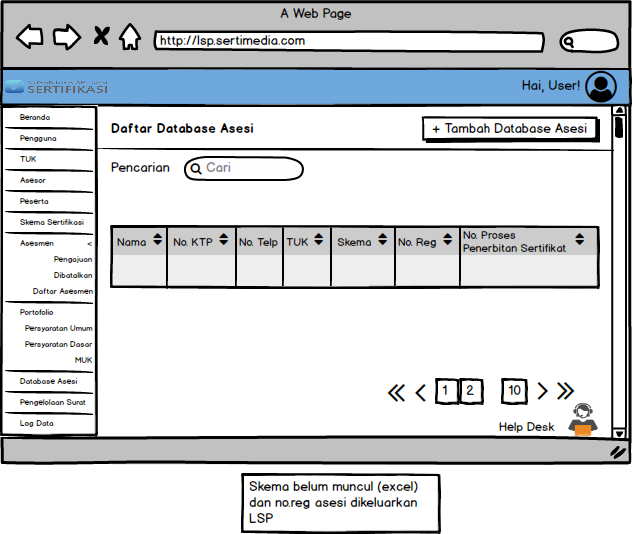 A Web Page
http://lsp.sertimedia.com
SERTIFIKASI
Hai, User!
Beranda
Pengguna
TUK
Asesor
Peserta
Skema Sertifikasi
Asesmen <
Pengajuan
Dibatalkan
Daftar Asesmen
Portofolio
Persyaratan Umum
Persyaratan Dasar
MUK
Database Asesi
Pengelolaan Surat
Log Data
Daftar Database Asesi
+ Tambah Database Asesi
Pencarian
Cari
Nama
No. KTP
No. Telp
TUK
Skema
No. Reg
No. Proses
Penerbitan Sertifikat
1 2 10
Help Desk
Skema belum muncul (excel)
dan no.reg asesi dikeluarkan
LSP